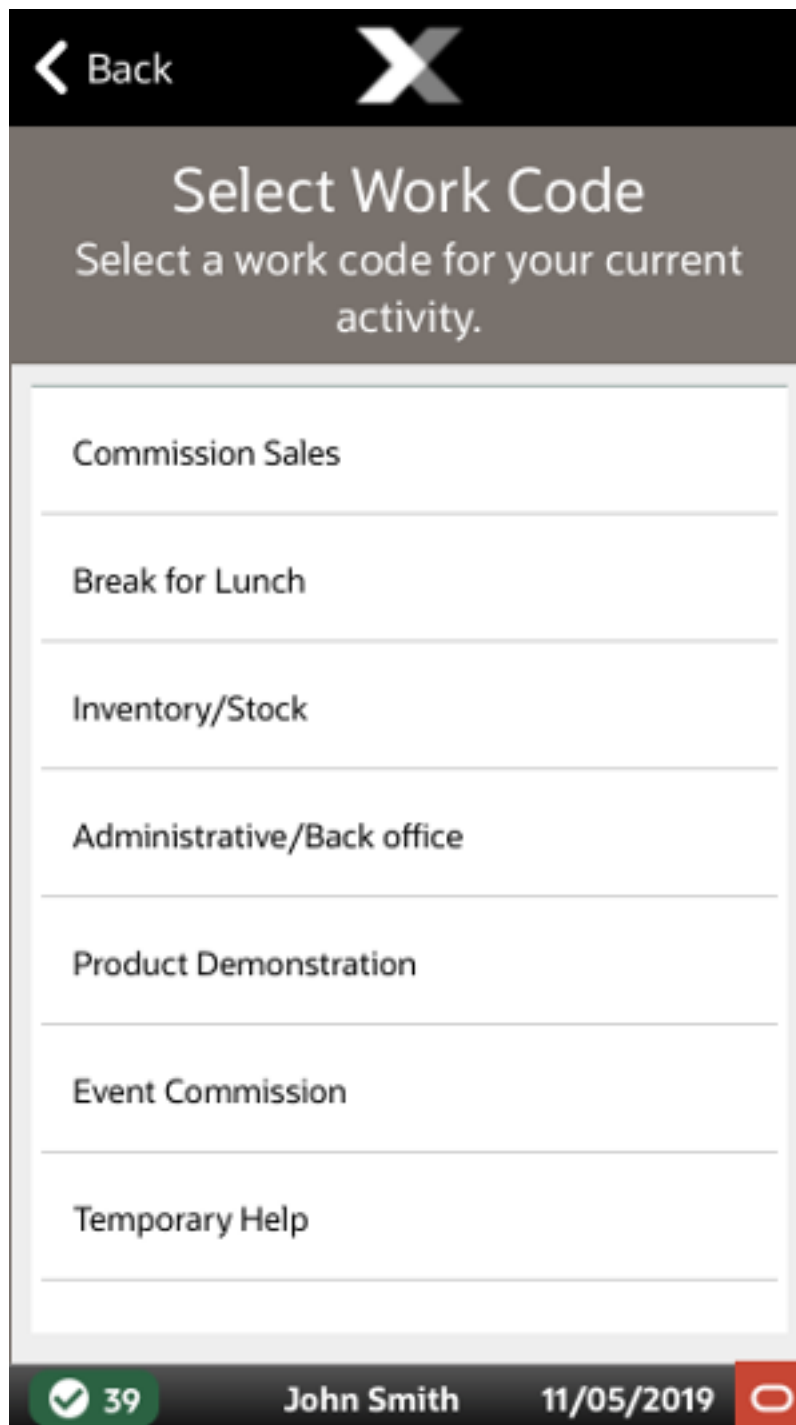 Back
Select Work Code
Select a work code for your current
activity.
Commission Sales
Break for Lunch
Inventory/Stock
Administrative/Back office
Product Demonstration
Event Commission
Temporary Help
39 John Smith 11/05/2019